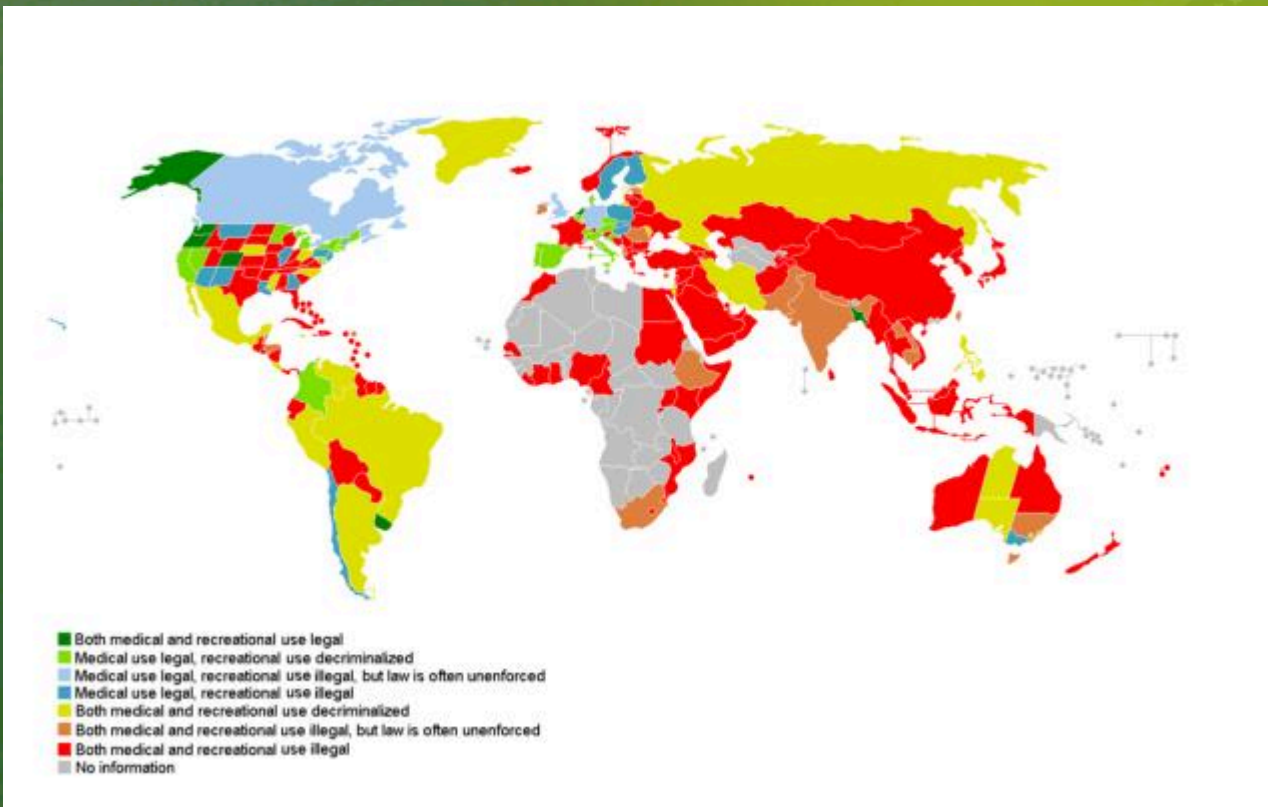 Both medical and recreational use legal
Medical use legal, recreational use decriminalized
Medical use legal, recreational use illegal, but law is often unenforced
Medical use legal, recreational use illegal
Both medical and recreational use decriminalized
Both medical and recreational use illegal, but law is often unenforced
Both medical and recreational use illegal
No information